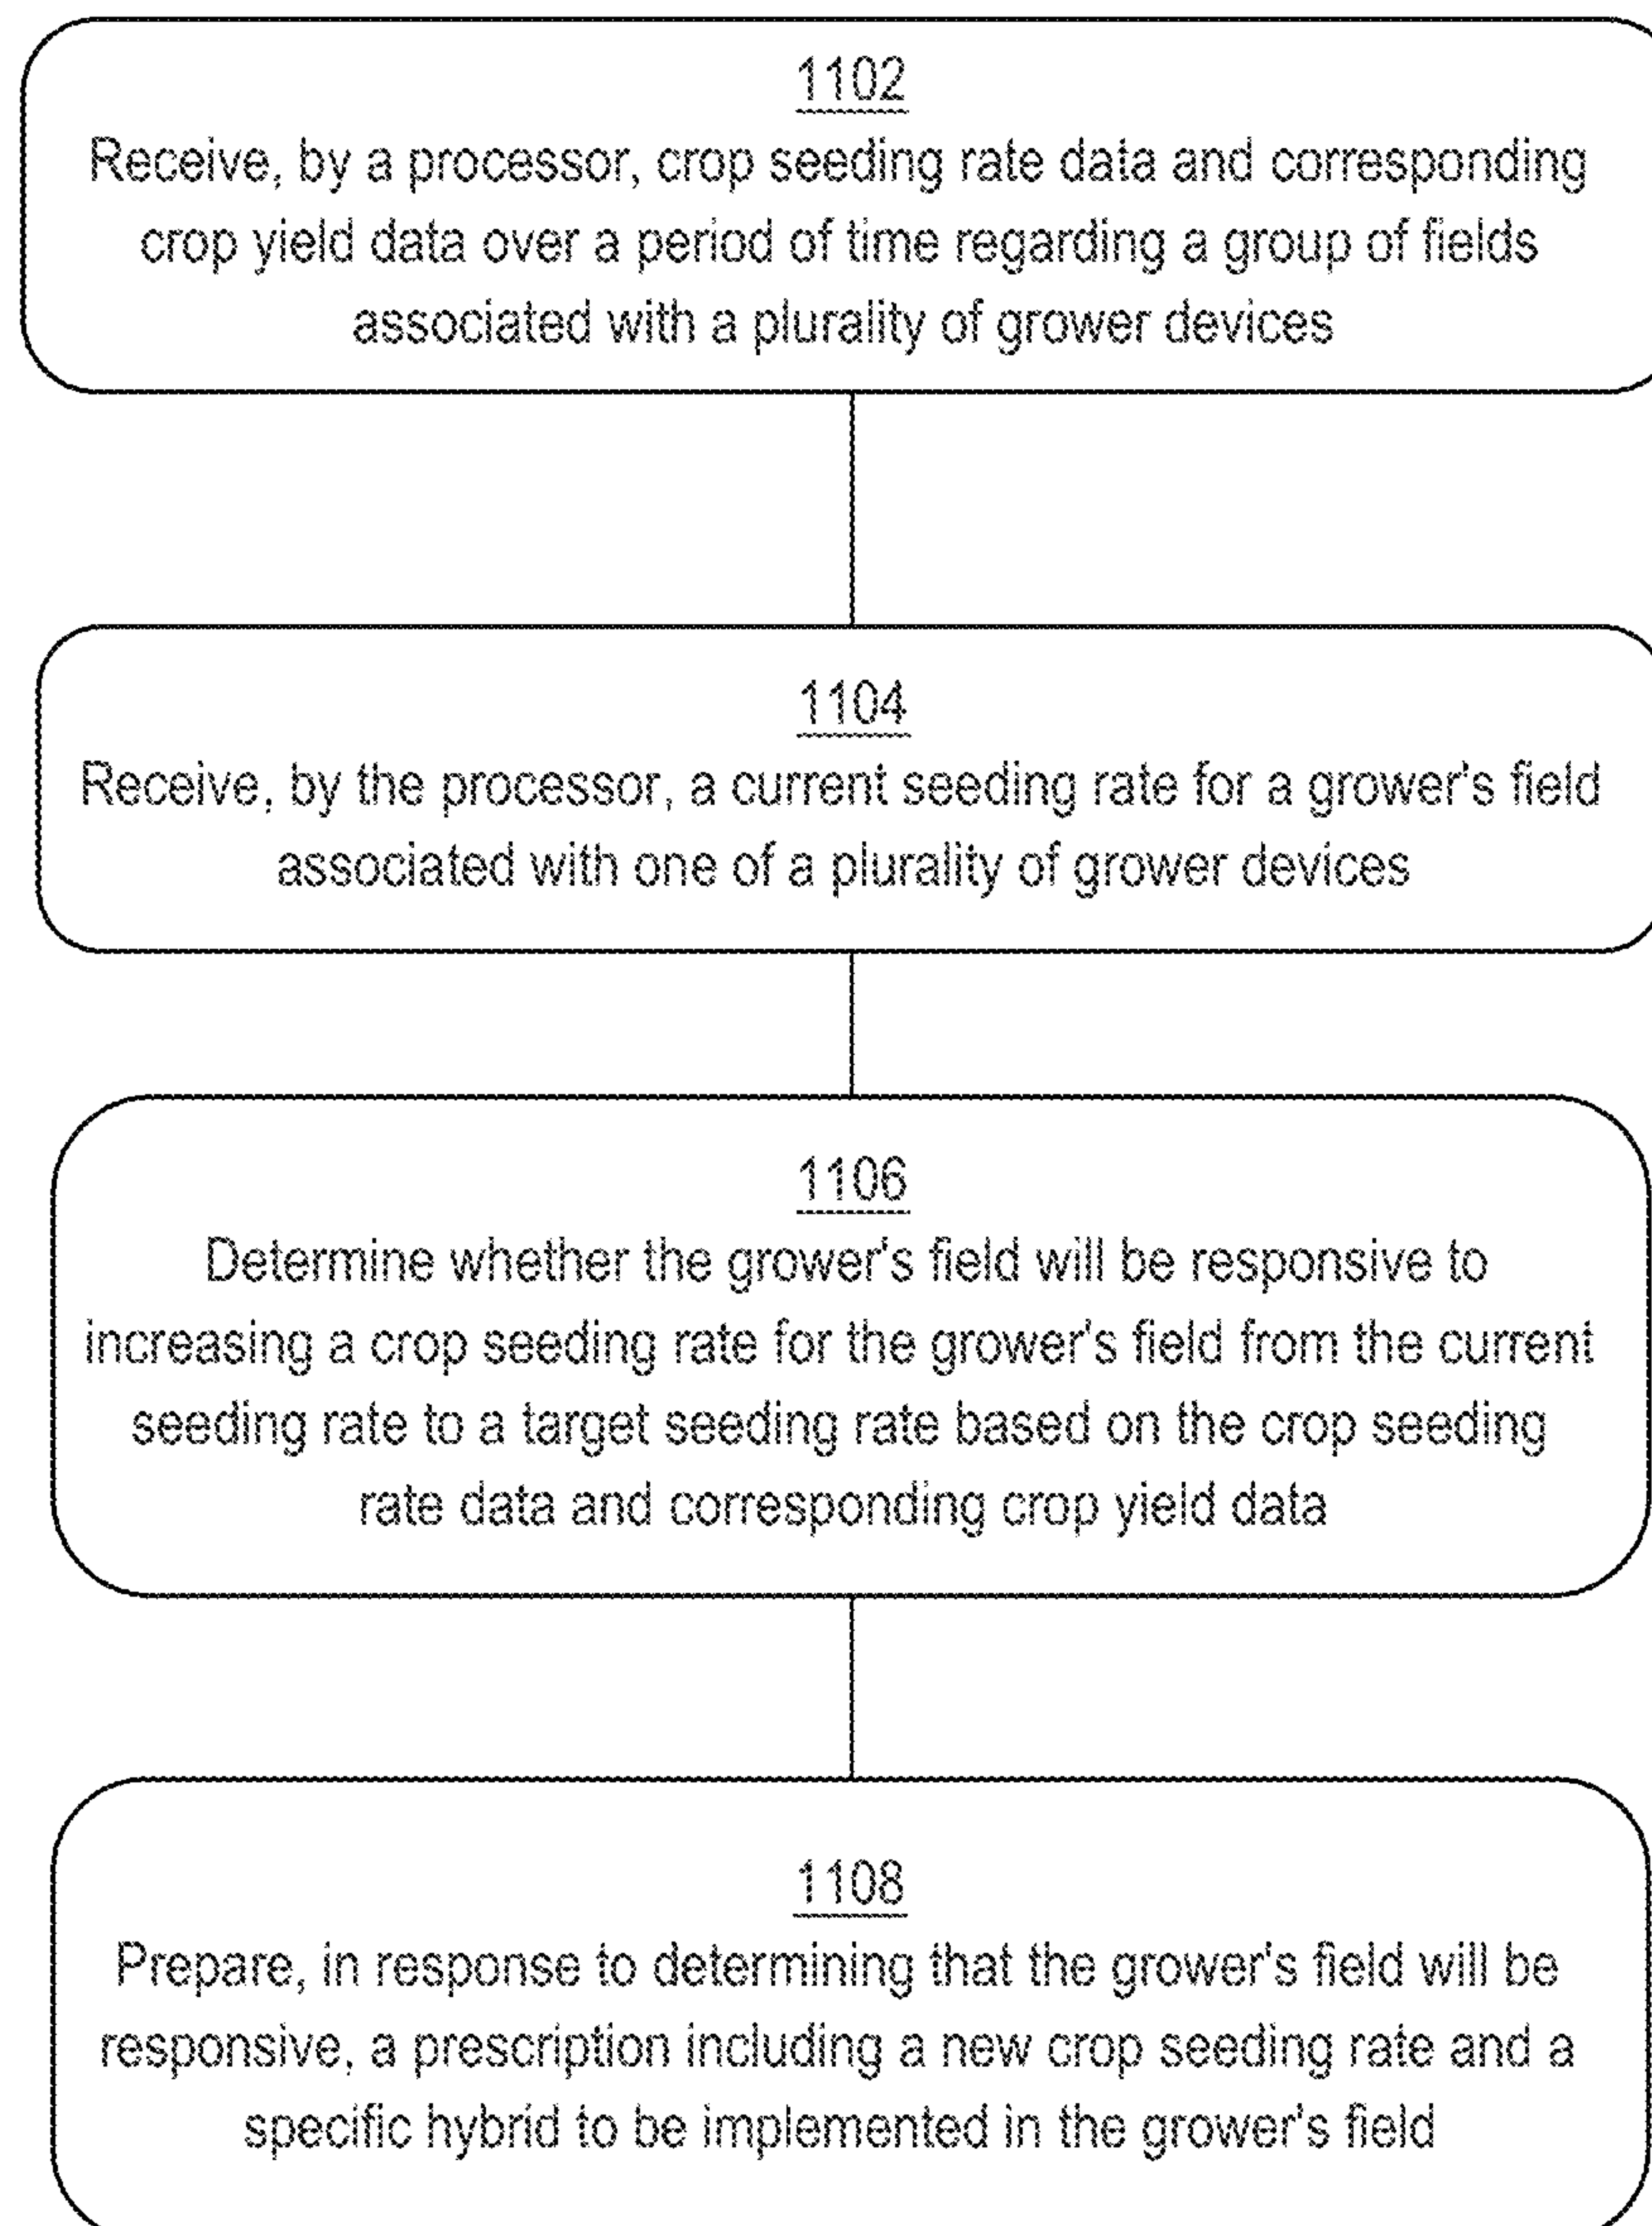 1102
Receive, by a processor, crop seeding rate data and corresponding
crop yield data over a period of time regarding a group of fields
associated with a plurality of grower devices
1104
Receive, by the processor, a current seeding rate for a grower's field
associated with one of a plurality of grower devices
1106
Determine whether the grower's field will be responsive to
increasing a crop seeding rate for the grower's field from the current
seeding rate to a target seeding rate based on the crop seeding
rate data and corresponding crop yield data
1108
Prepare, in response to determining that the grower's field will be
responsive, a prescription including a new crop seeding rate and a
specific hybrid to be implemented in the grower's field